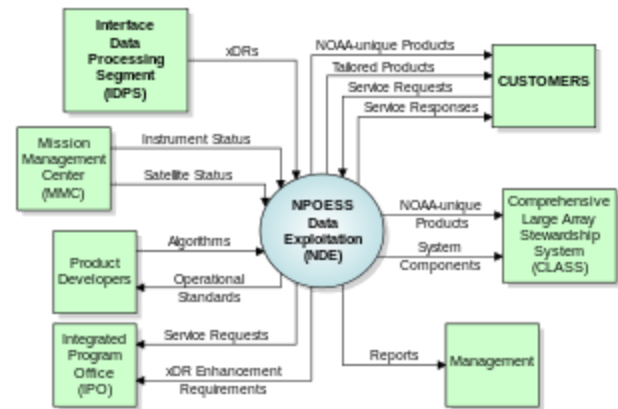 Interface
Data
Processing
Segment
(IDPS)
xDRs
NOAA-unique Products
Tailored Products
Service Requests
Service Responses
CUSTOMERS
Mission
Management
Center
(MMC)
Instrument Status
Satellite Status
NPOESS
Data
Exploitation
(NDE)
NOAA-unique
Products
System
Components
Comprehensive
Large Array
Stewardship
System
(CLASS)
Product
Developers
Algorithms
Operational
Standards
Integrated
Program
Office
(IPO)
Service Requests
xDR Enhancement
Requirements
Reports
Management